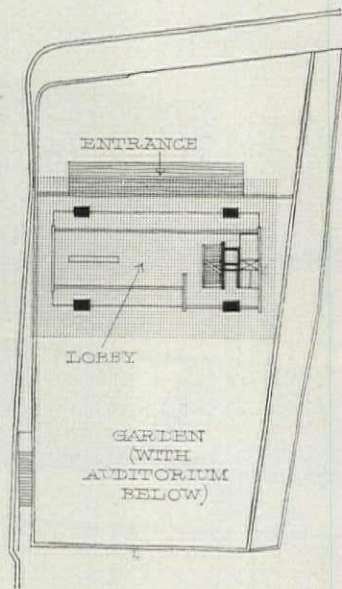 ENTRANCE
LOBBY
GARDEN
(WITH
AUDITORIUM
BELOW)